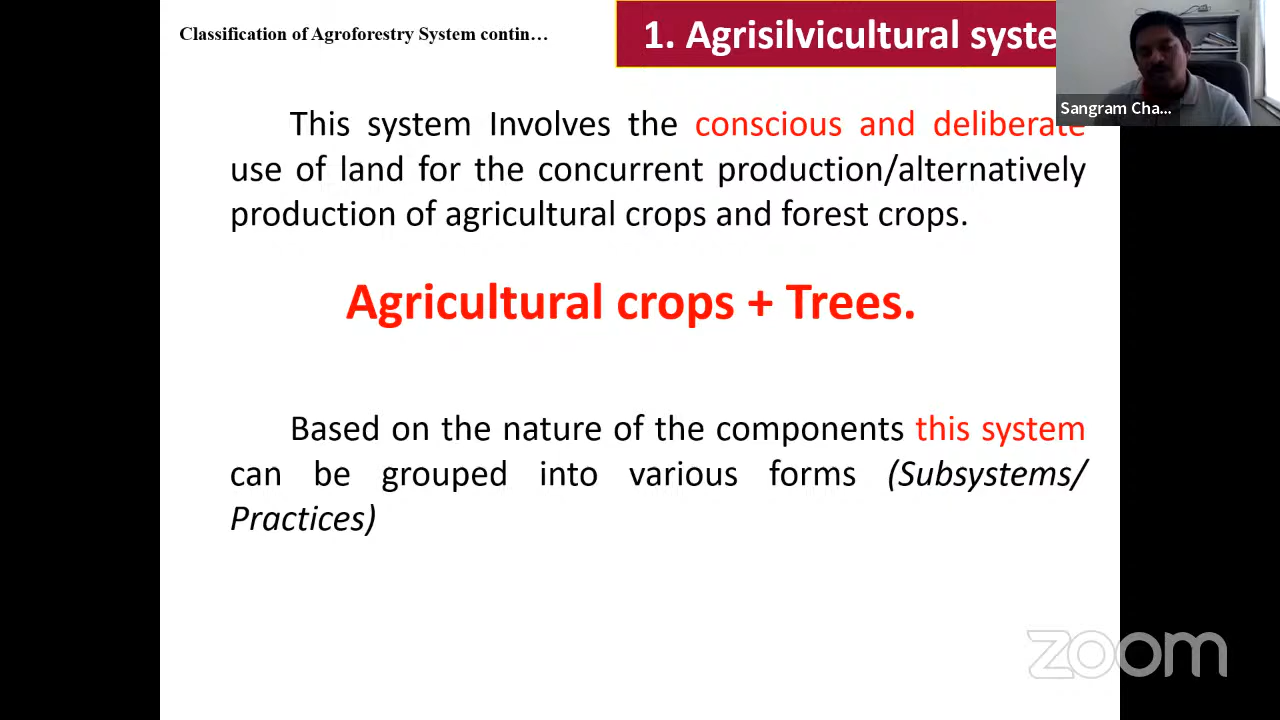 Classification of Agroforestry System contin…
1. Agrisilvicultural syste
Sangram Cha...
This system Involves the conscious and deliberate
use of land for the concurrent production/alternatively
production of agricultural crops and forest crops.
Agricultural crops + Trees.
Based on the nature of the components this system
can be grouped into various forms (Subsystems/
Practices)
zoom